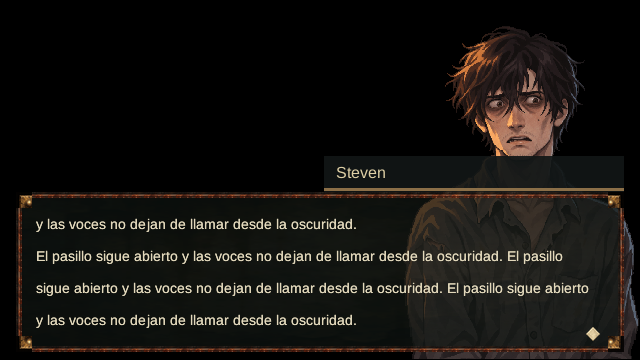 Steven
y las voces no dejan de llamar desde la oscuridad.
El pasillo sigue abierto y las voces no dejan de llamar desde la oscuridad. El pasillo
sigue abierto y las voces no dejan de llamar desde la oscuridad. El pasillo sigue abierto
y las voces no dejan de llamar desde la oscuridad.